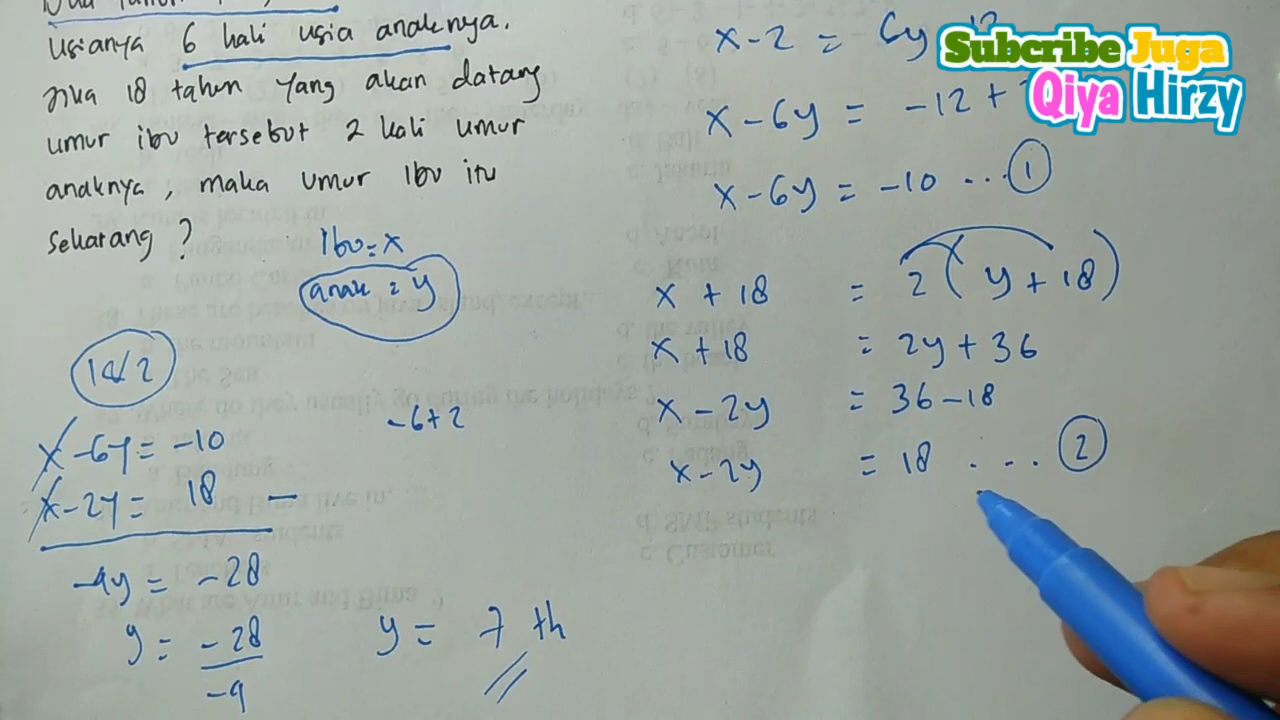 usianya 6 kali usia anaknya.
Jika 18 tahun yang akan datang
umur ibu tersebut 2 kali umur
anaknya, maka umur Ibu itu
sekarang ?
Ibu = x
anak = y
18/2
x - 6y = -10
x - 2y = 18 —
-4y = -28
y = -28
-4
-6+2
y = 7 th
x - 2 = 6y
x - 6y = -12 +
x - 6y = -10 ... 1
x + 18 = 2 ( y + 18 )
x + 18 = 2y + 36
x - 2y = 36 - 18
x - 2y = 18 .... 2
Subcribe Juga
Qiya Hirzy